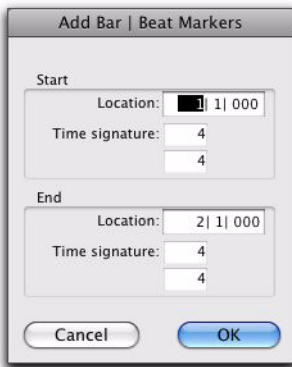 Add Bar | Beat Markers
Start
Location: 1| 1| 000
Time signature: 4
4
End
Location: 2| 1| 000
Time signature: 4
4
Cancel OK